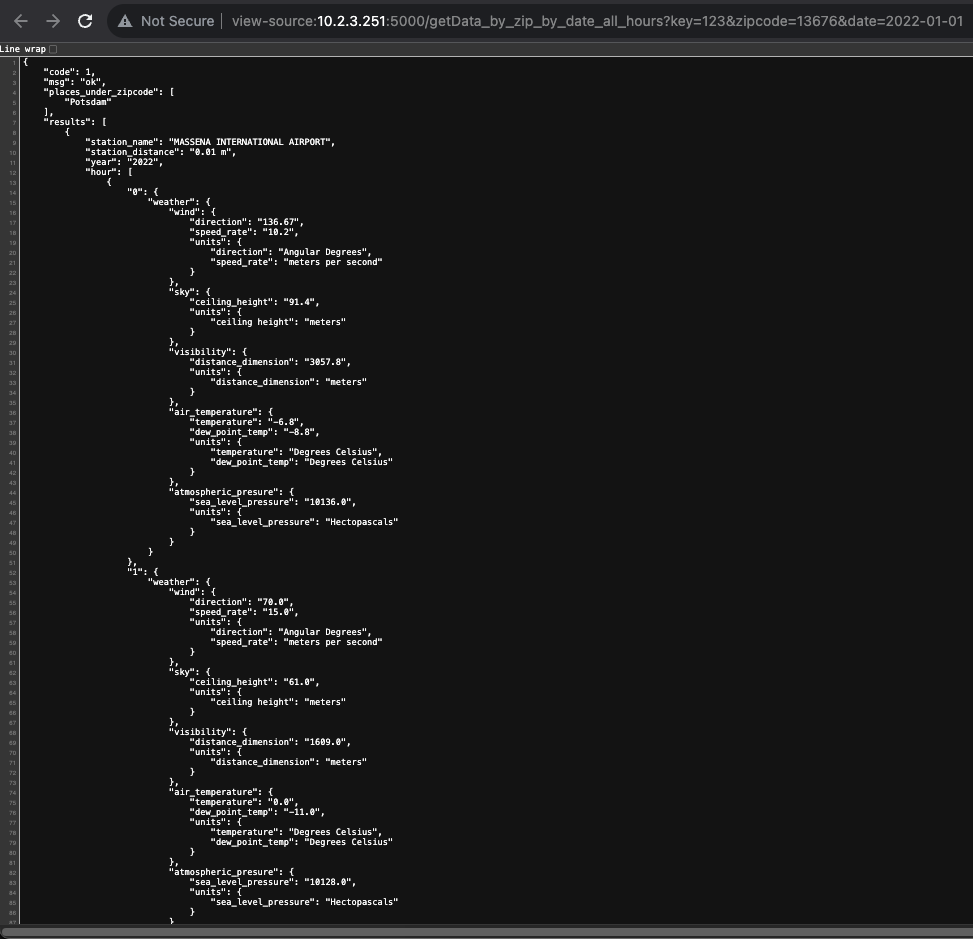 Not Secure | view-source:10.2.3.251:5000/getData_by_zip_by_date_all_hours?key=123&zipcode=13676&date=2022-01-01
Line wrap
1 {
2 "code": 1,
3 "msg": "ok",
4 "places_under_zipcode": [
5 "Potsdam"
6 ],
7 "results": [
8 {
9 "station_name": "MASSENA INTERNATIONAL AIRPORT",
10 "station_distance": "0.01 m",
11 "year": "2022",
12 "hour": [
13 {
14 "0": {
15 "weather": {
16 "wind": {
17 "direction": "136.67",
18 "speed_rate": "10.2",
19 "units": {
20 "direction": "Angular Degrees",
21 "speed_rate": "meters per second"
22 }
23 },
24 "sky": {
25 "ceiling_height": "91.4",
26 "units": {
27 "ceiling height": "meters"
28 }
29 },
30 "visibility": {
31 "distance_dimension": "3057.8",
32 "units": {
33 "distance_dimension": "meters"
34 }
35 },
36 "air_temperature": {
37 "temperature": "-6.8",
38 "dew_point_temp": "-8.8",
39 "units": {
40 "temperature": "Degrees Celsius",
41 "dew_point_temp": "Degrees Celsius"
42 }
43 },
44 "atmospheric_presure": {
45 "sea_level_pressure": "10136.0",
46 "units": {
47 "sea_level_pressure": "Hectopascals"
48 }
49 }
50 }
51 },
52 "1": {
53 "weather": {
54 "wind": {
55 "direction": "70.0",
56 "speed_rate": "15.0",
57 "units": {
58 "direction": "Angular Degrees",
59 "speed_rate": "meters per second"
60 }
61 },
62 "sky": {
63 "ceiling_height": "61.0",
64 "units": {
65 "ceiling height": "meters"
66 }
67 },
68 "visibility": {
69 "distance_dimension": "1609.0",
70 "units": {
71 "distance_dimension": "meters"
72 }
73 },
74 "air_temperature": {
75 "temperature": "0.0",
76 "dew_point_temp": "-11.0",
77 "units": {
78 "temperature": "Degrees Celsius",
79 "dew_point_temp": "Degrees Celsius"
80 }
81 },
82 "atmospheric_presure": {
83 "sea_level_pressure": "10128.0",
84 "units": {
85 "sea_level_pressure": "Hectopascals"
86 }
87 }